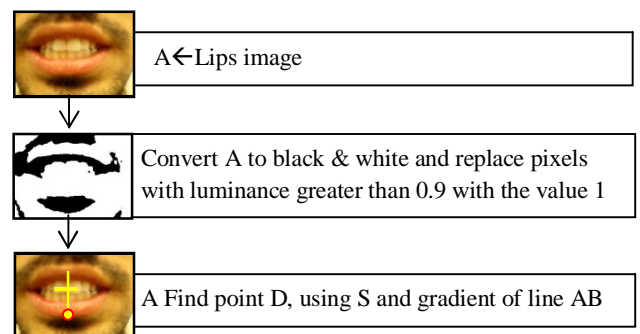 A←Lips image
Convert A to black & white and replace pixels
with luminance greater than 0.9 with the value 1
A Find point D, using S and gradient of line AB